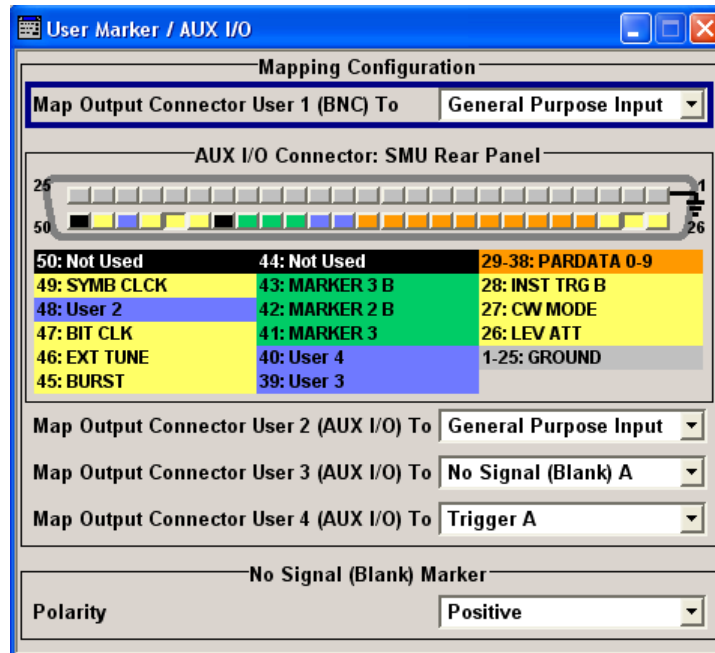 User Marker / AUX I/O
Mapping Configuration
Map Output Connector User 1 (BNC) To General Purpose Input
AUX I/O Connector: SMU Rear Panel
25 1
50 26
50: Not Used 44: Not Used 29-38: PARDATA 0-9
49: SYMB CLCK 43: MARKER 3 B 28: INST TRG B
48: User 2 42: MARKER 2 B 27: CW MODE
47: BIT CLK 41: MARKER 3 26: LEV ATT
46: EXT TUNE 40: User 4 1-25: GROUND
45: BURST 39: User 3
Map Output Connector User 2 (AUX I/O) To General Purpose Input
Map Output Connector User 3 (AUX I/O) To No Signal (Blank) A
Map Output Connector User 4 (AUX I/O) To Trigger A
No Signal (Blank) Marker
Polarity Positive